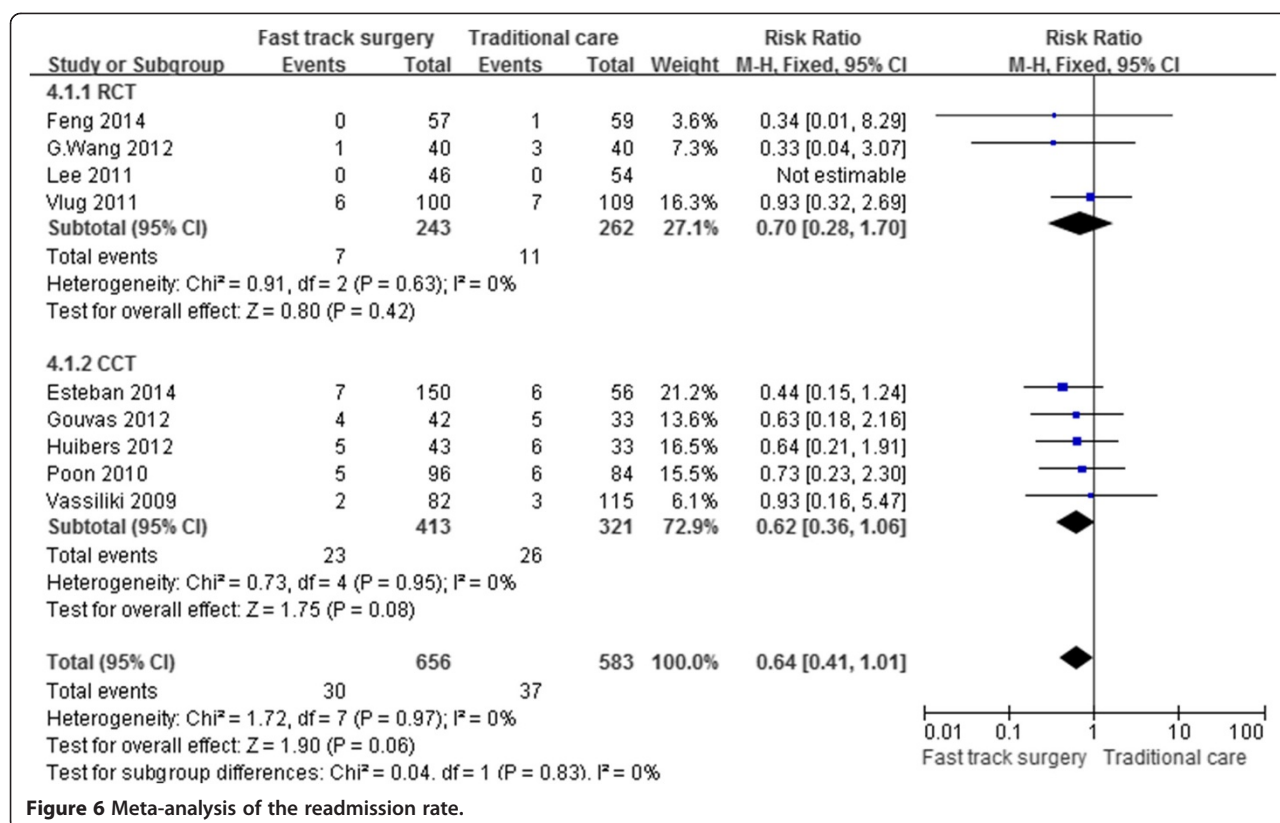 Fast track surgery Traditional care Risk Ratio Risk Ratio
Study or Subgroup Events Total Events Total Weight M-H, Fixed, 95% CI M-H, Fixed, 95% CI
4.1.1 RCT
Feng 2014 0 57 1 59 3.6% 0.34 [0.01, 8.29]
G.Wang 2012 1 40 3 40 7.3% 0.33 [0.04, 3.07]
Lee 2011 0 46 0 54 Not estimable
Vlug 2011 6 100 7 109 16.3% 0.93 [0.32, 2.69]
Subtotal (95% CI) 243 262 27.1% 0.70 [0.28, 1.70]
Total events 7 11
Heterogeneity: Chi² = 0.91, df = 2 (P = 0.63); I² = 0%
Test for overall effect: Z = 0.80 (P = 0.42)
4.1.2 CCT
Esteban 2014 7 150 6 56 21.2% 0.44 [0.15, 1.24]
Gouvas 2012 4 42 5 33 13.6% 0.63 [0.18, 2.16]
Huibers 2012 5 43 6 33 16.5% 0.64 [0.21, 1.91]
Poon 2010 5 96 6 84 15.5% 0.73 [0.23, 2.30]
Vassiliki 2009 2 82 3 115 6.1% 0.93 [0.16, 5.47]
Subtotal (95% CI) 413 321 72.9% 0.62 [0.36, 1.06]
Total events 23 26
Heterogeneity: Chi² = 0.73, df = 4 (P = 0.95); I² = 0%
Test for overall effect: Z = 1.75 (P = 0.08)
Total (95% CI) 656 583 100.0% 0.64 [0.41, 1.01]
Total events 30 37
Heterogeneity: Chi² = 1.72, df = 7 (P = 0.97); I² = 0%
Test for overall effect: Z = 1.90 (P = 0.06)
Test for subgroup differences: Chi² = 0.04. df = 1 (P = 0.83). I² = 0%
0.01 0.1 1 10 100
Fast track surgery Traditional care
Figure 6 Meta-analysis of the readmission rate.